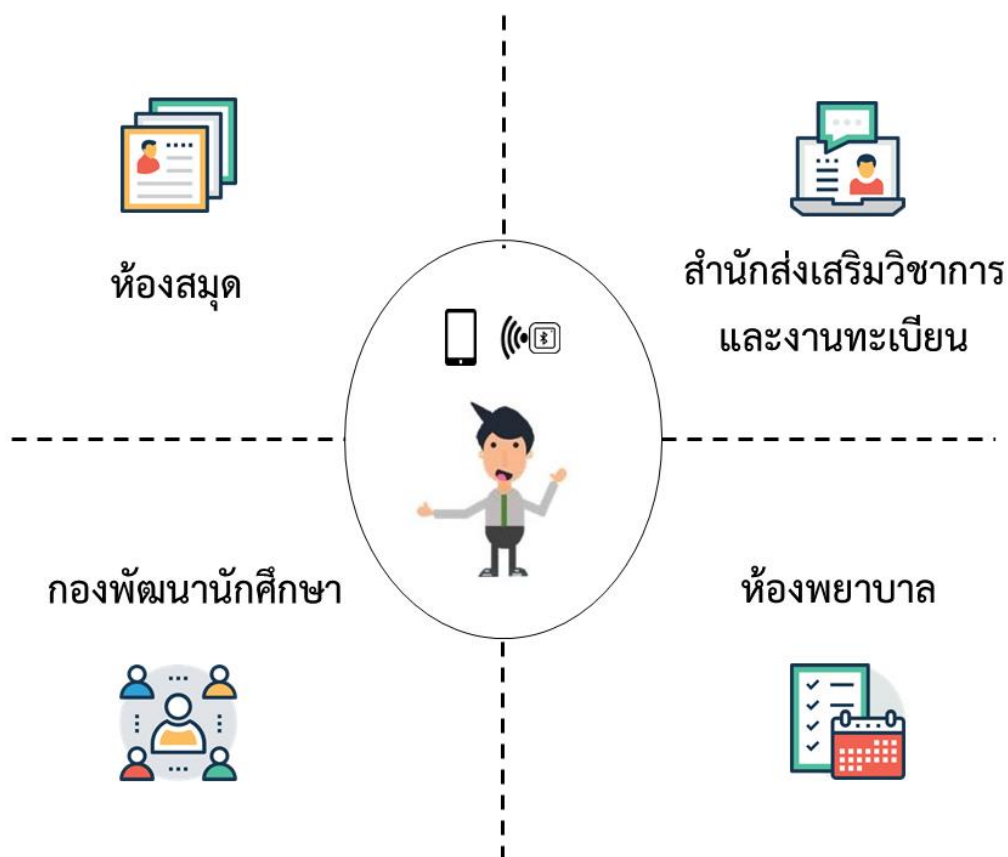 ห้องสมุด
สำนักส่งเสริมวิชาการ
และงานทะเบียน
กองพัฒนานักศึกษา
ห้องพยาบาล